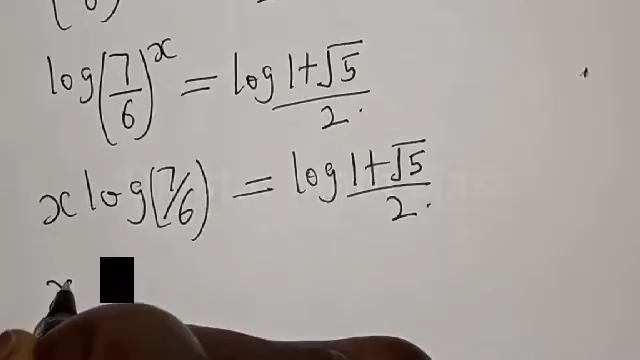 log(7/6)^x = log (1+√5)/2.
x log(7/6) = log (1+√5)/2.
x